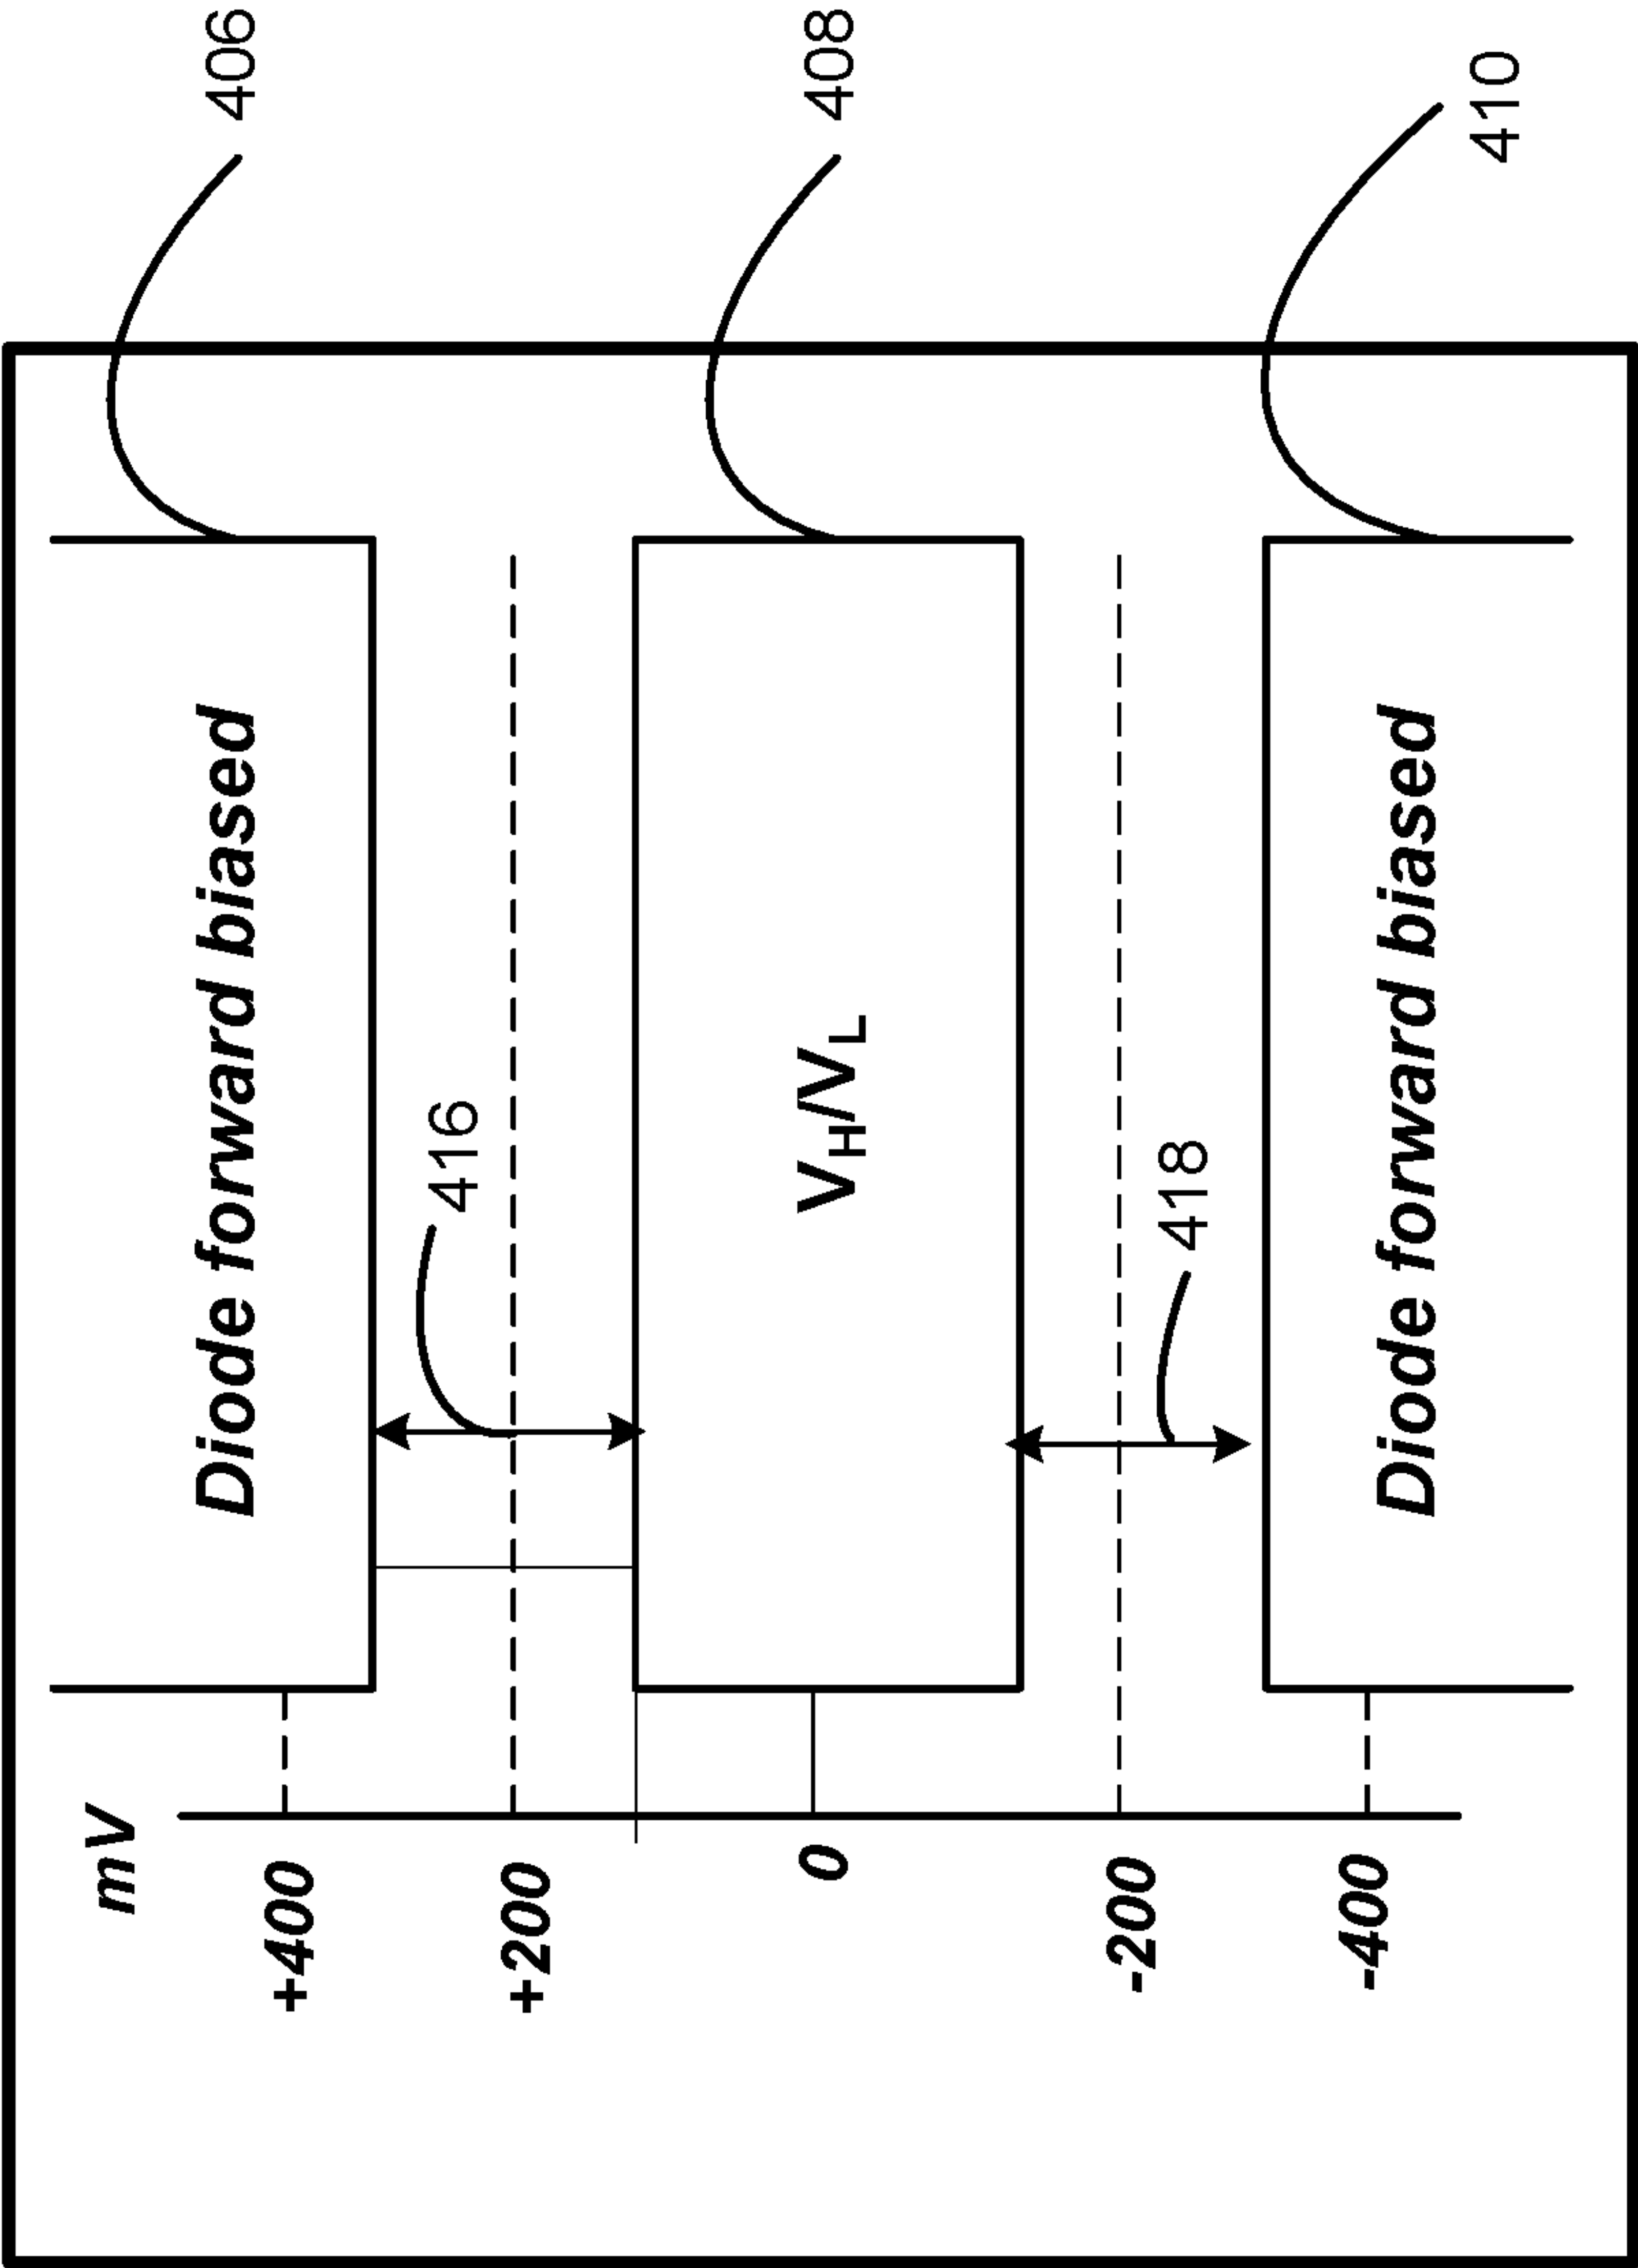 mV
+400
Diode forward biased
406
416
+200
0
VH/VL
408
418
-200
-400
Diode forward biased
410